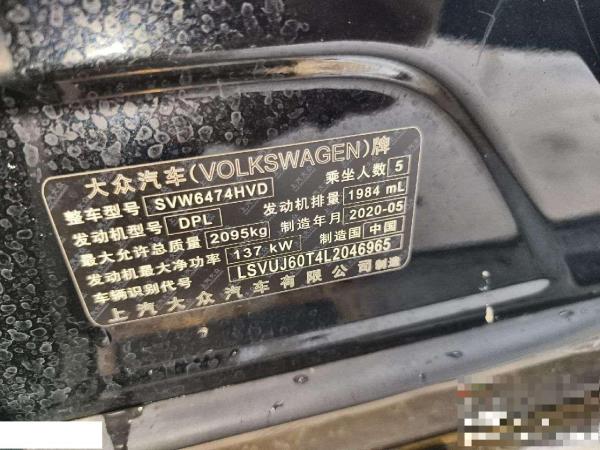 大众汽车(VOLKSWAGEN)牌
整车型号 SVW6474HVD 乘坐人数 5
发动机型号 DPL 发动机排量 1984 mL
最大允许总质量 2095kg 制造年月 2020-05
发动机最大净功率 137 kW 制造国 中国
车辆识别代号 LSVUJ60T4L2046965
上汽大众汽车有限公司制造